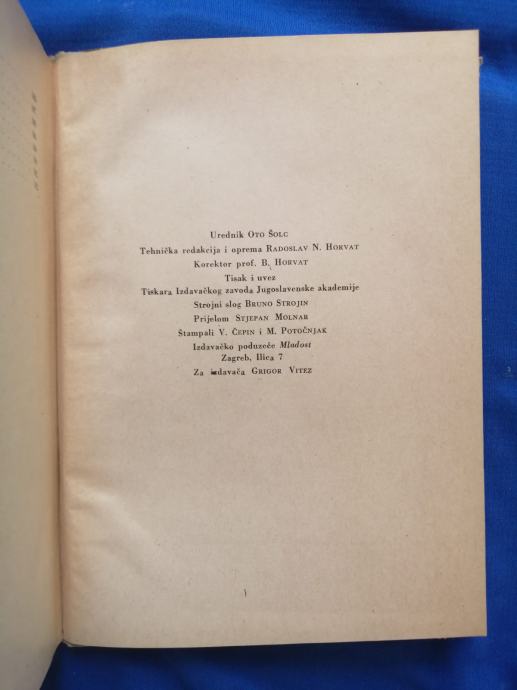 Urednik OTO ŠOLC
Tehnička redakcija i oprema RADOSLAV N. HORVAT
Korektor prof. B. HORVAT
Tisak i uvez
Tiskara Izdavačkog zavoda Jugoslavenske akademije
Strojni slog BRUNO STROJIN
Prijelom STJEPAN MOLNAR
Štampali V. ČEPIN i M. POTOČNJAK
Izdavačko poduzeće Mladost
Zagreb, Ilica 7
Za izdavača GRIGOR VITEZ